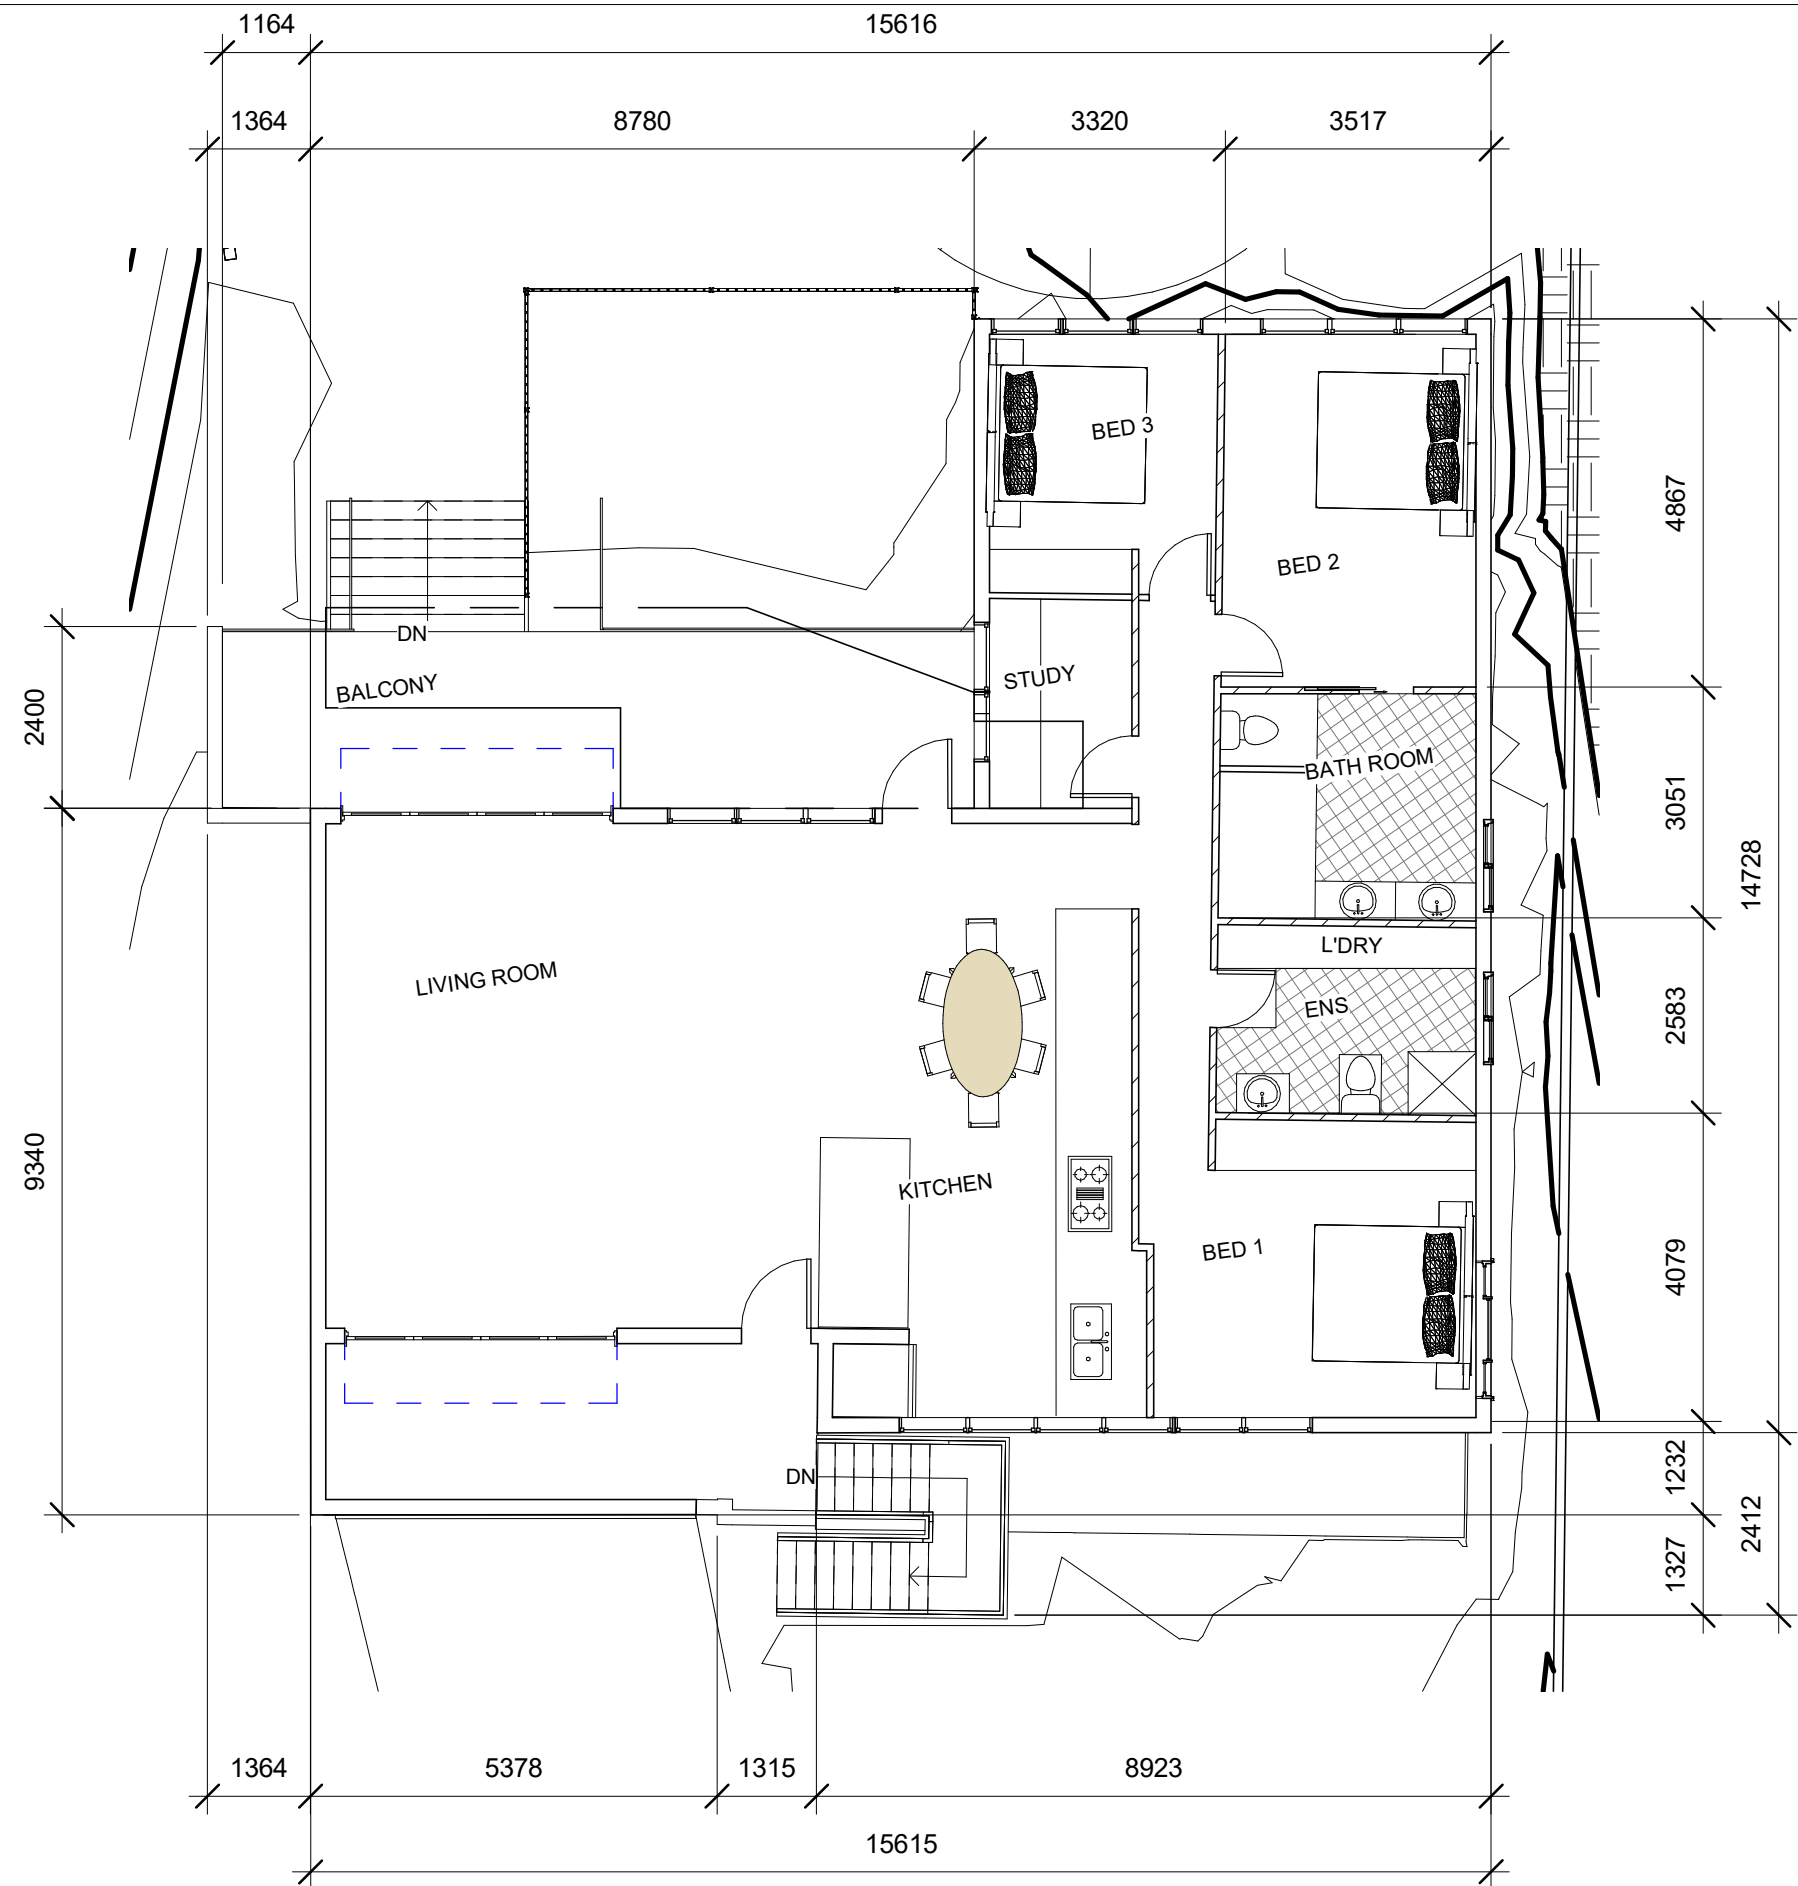 1164
15616
1364
8780
3320
3517
BED 3
BED 2
4867
DN
BALCONY
STUDY
2400
BATH ROOM
3051
14728
L'DRY
LIVING ROOM
ENS
2583
KITCHEN
9340
BED 1
4079
DN
1232
2412
1327
1364
5378
1315
8923
15615